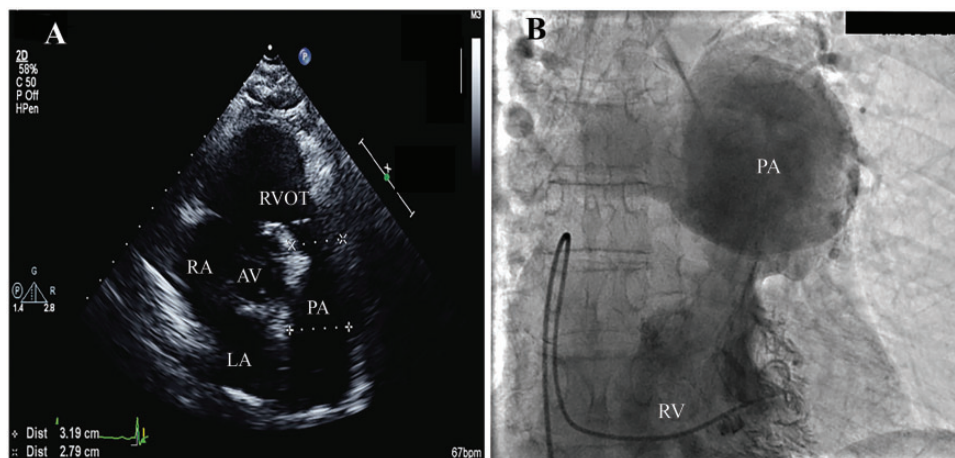 A
M3
P
2D
58%
C 50
P Off
HPen
RVOT
RA
AV
PA
LA
G
P
R
1.4
2.8
Dist 3.19 cm
Dist 2.79 cm
67bpm
B
PA
RV